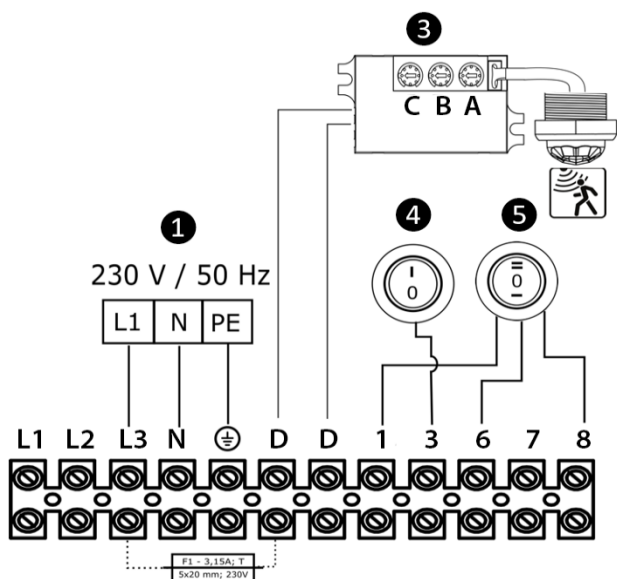 3
C B A
4
5
1
230 V / 50 Hz
L1 N PE
I
0
II
0
I
L1 L2 L3 N D D 1 3 6 7 8
F1 - 3,15A; T
5x20 mm; 230V